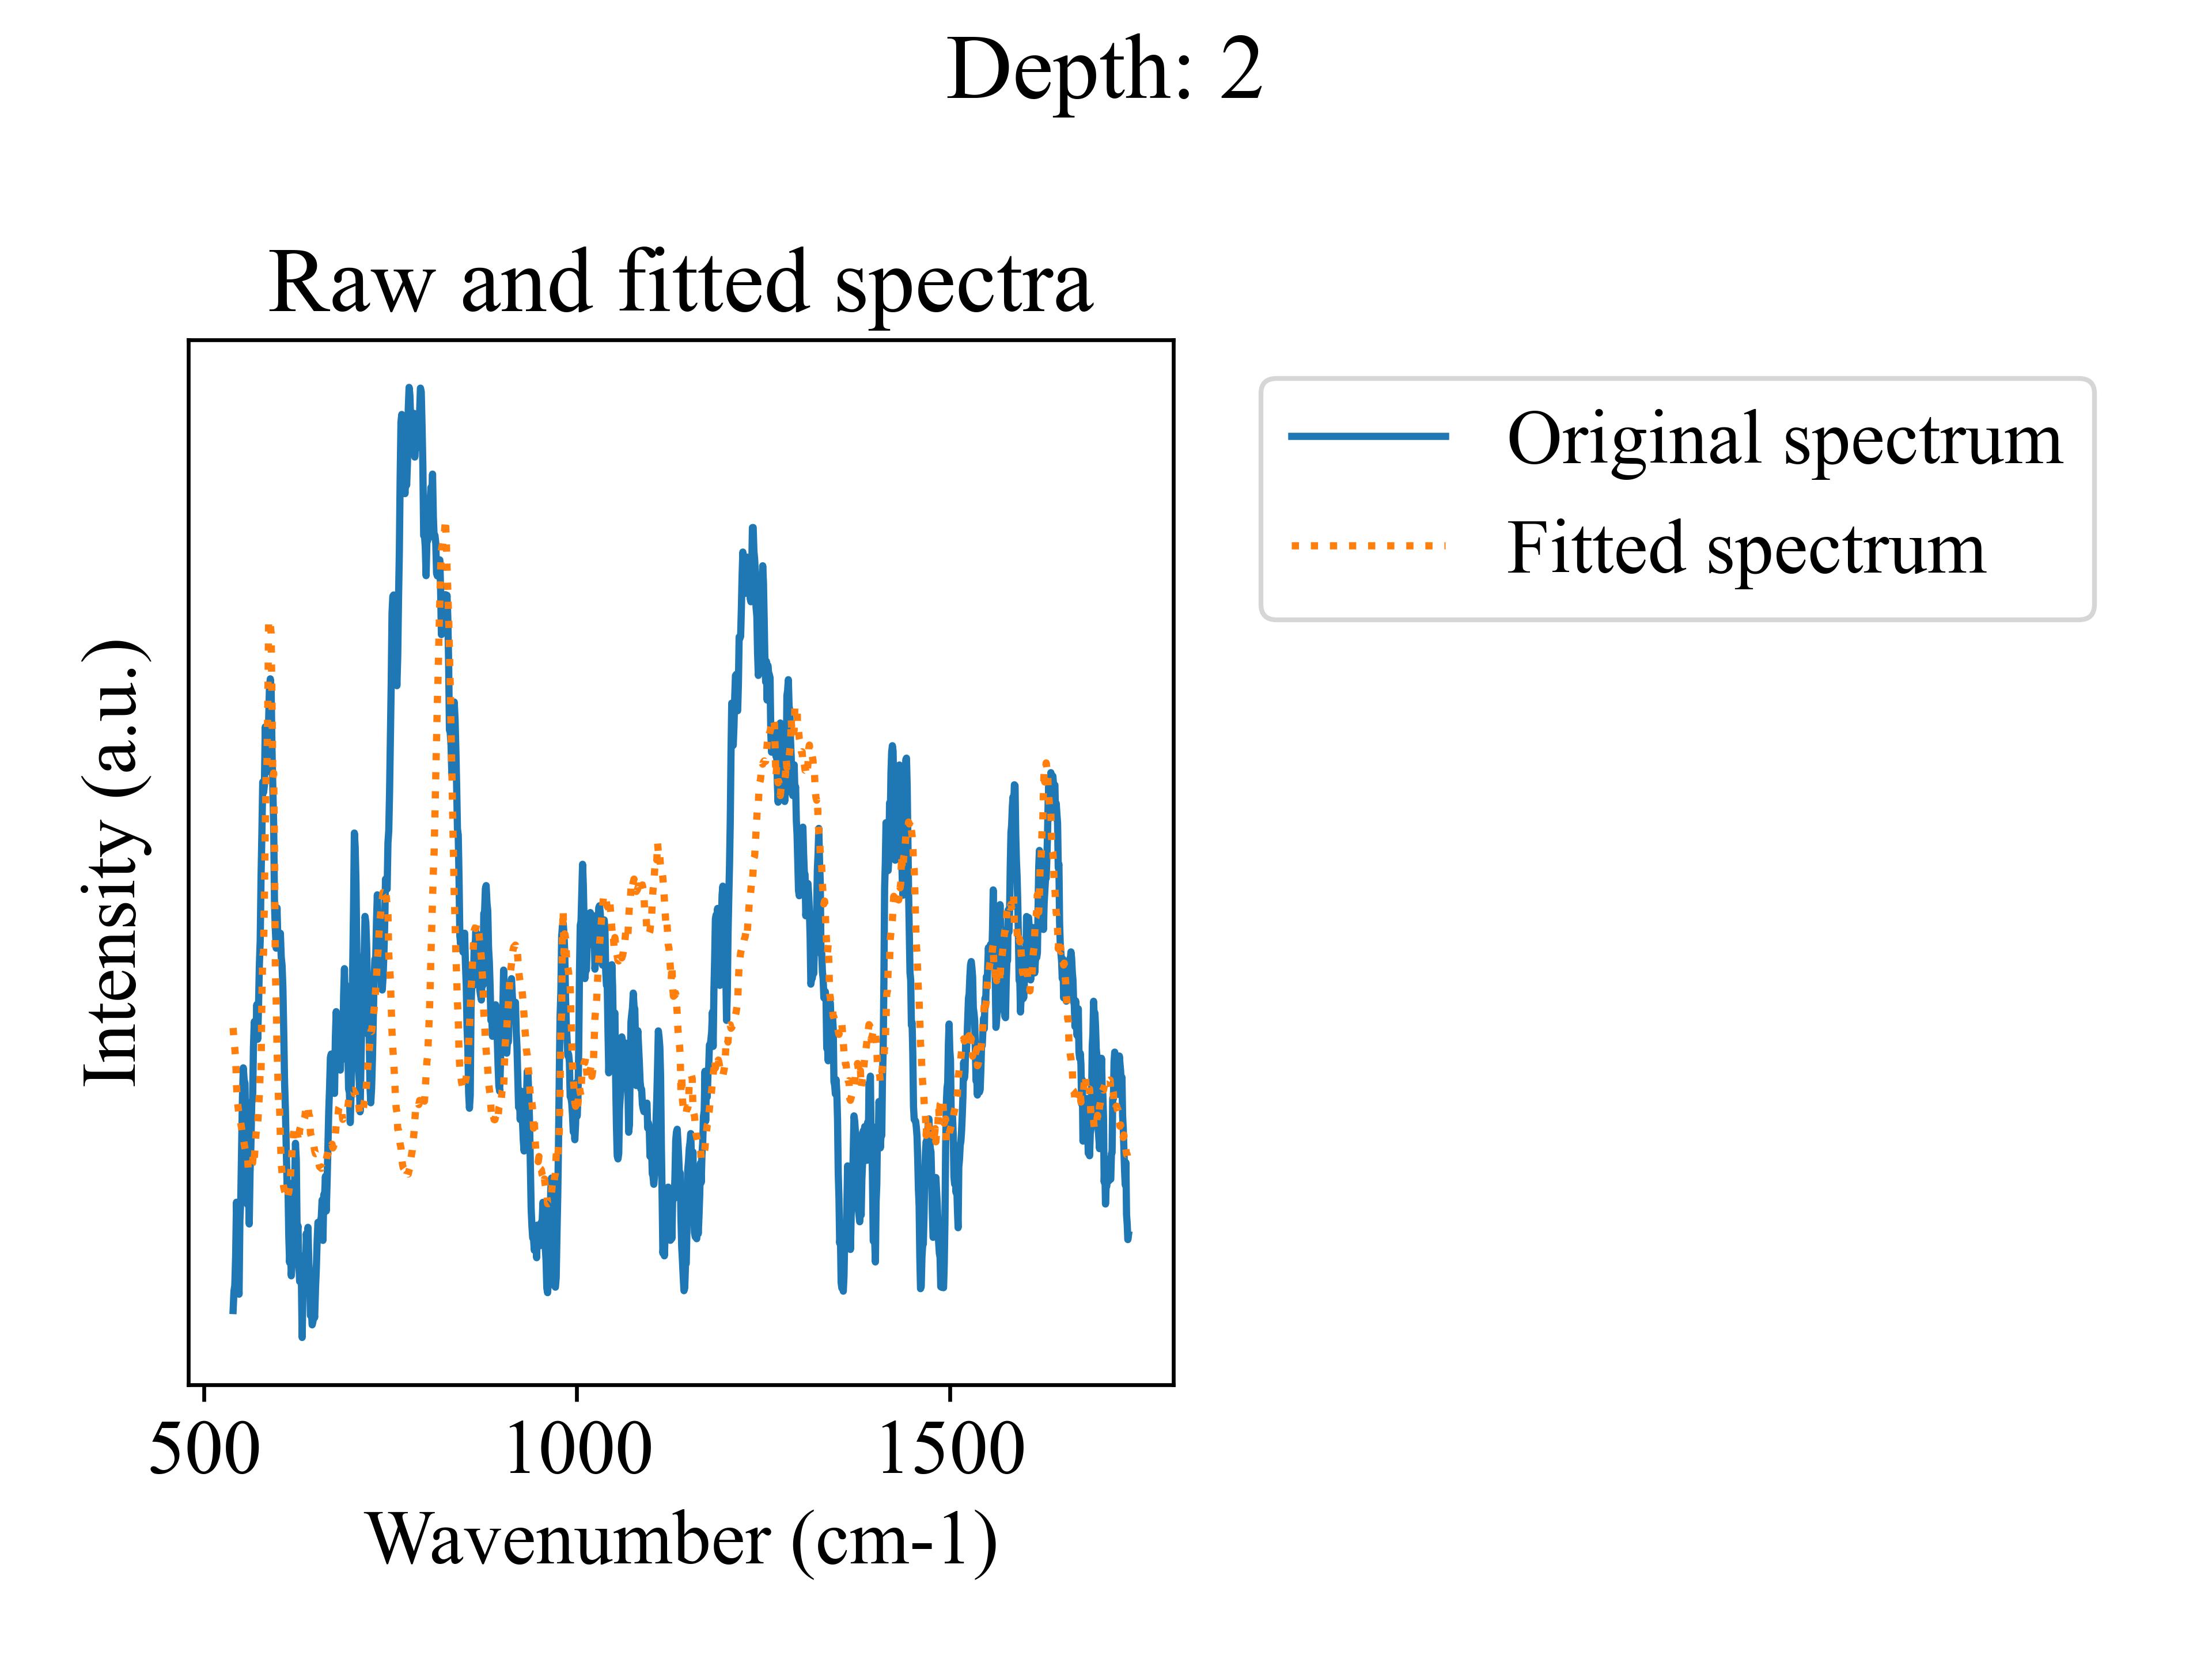 Depth: 2
Raw and fitted spectra
Original spectrum
Fitted spectrum
Intensity (a.u.)
500 1000 1500
Wavenumber (cm-1)